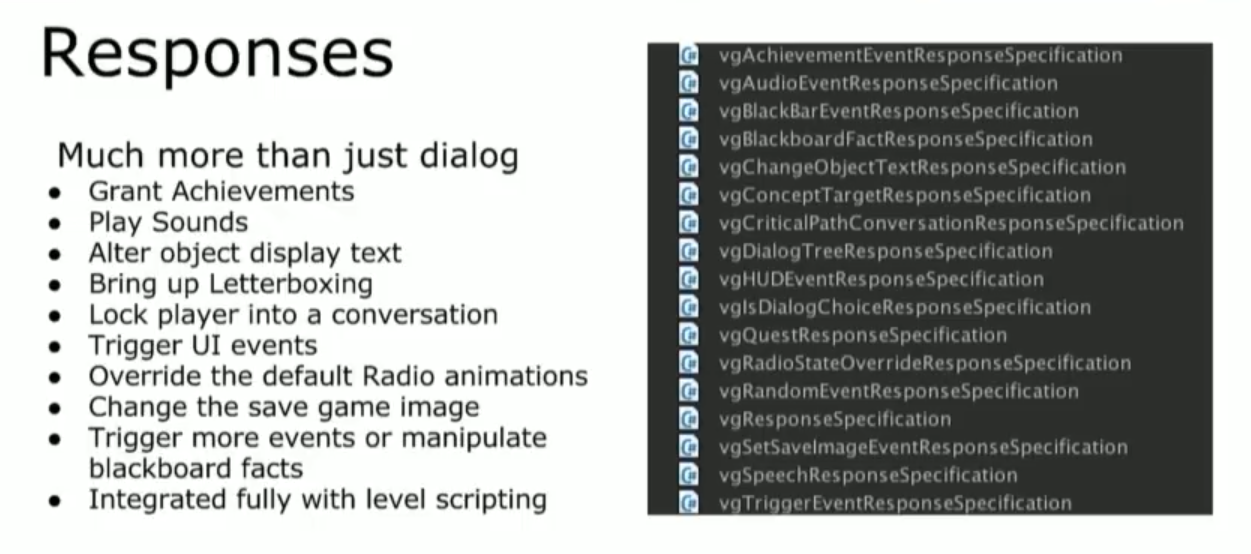 Responses
Much more than just dialog
● Grant Achievements
● Play Sounds
● Alter object display text
● Bring up Letterboxing
● Lock player into a conversation
● Trigger UI events
● Override the default Radio animations
● Change the save game image
● Trigger more events or manipulate
blackboard facts
● Integrated fully with level scripting
vgAchievementEventResponseSpecification
vgAudioEventResponseSpecification
vgBlackBarEventResponseSpecification
vgBlackboardFactResponseSpecification
vgChangeObjectTextResponseSpecification
vgConceptTargetResponseSpecification
vgCriticalPathConversationResponseSpecification
vgDialogTreeResponseSpecification
vgHUDEventResponseSpecification
vgIsDialogChoiceResponseSpecification
vgQuestResponseSpecification
vgRadioStateOverrideResponseSpecification
vgRandomEventResponseSpecification
vgResponseSpecification
vgSetSaveImageEventResponseSpecification
vgSpeechResponseSpecification
vgTriggerEventResponseSpecification